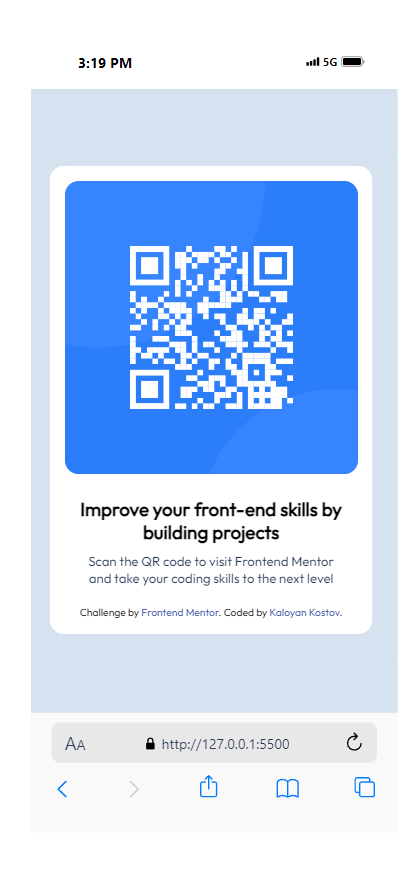 3:19 PM 5G
Improve your front-end skills by
building projects
Scan the QR code to visit Frontend Mentor
and take your coding skills to the next level
Challenge by Frontend Mentor. Coded by Kaloyan Kostov.
AA http://127.0.0.1:5500